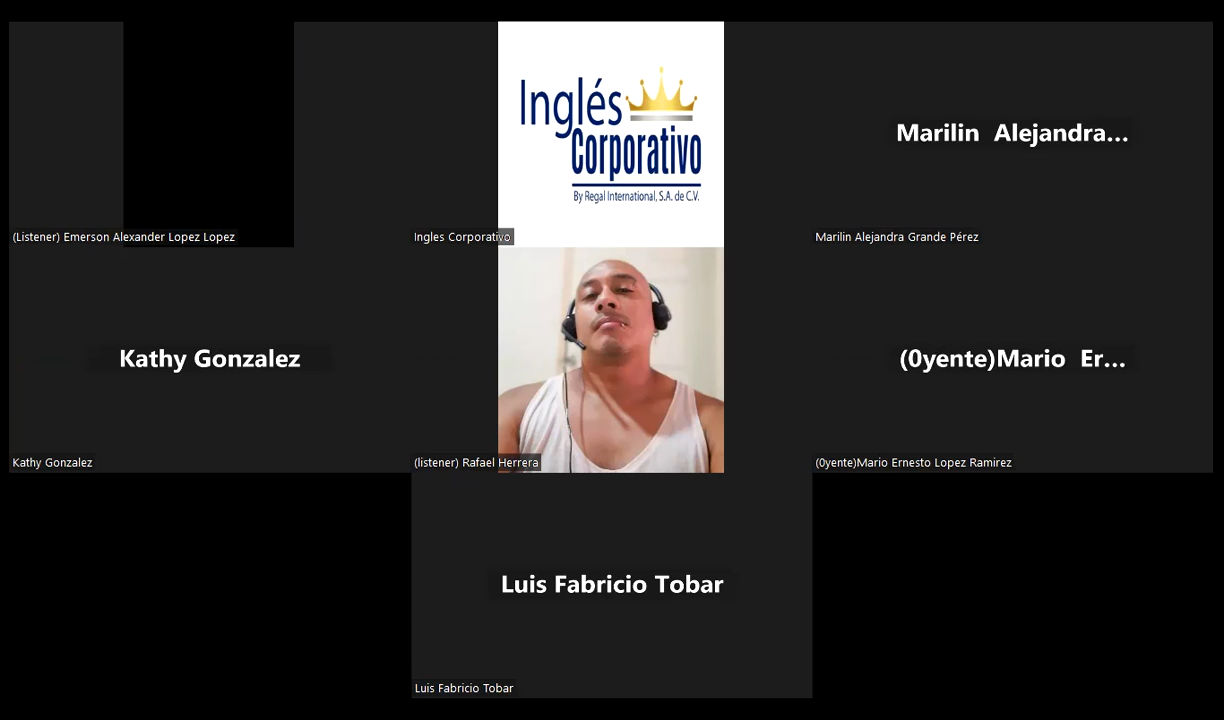 Inglés
Corporativo
By Regal International, S.A. de C.V.
Marilin  Alejandra...
(Listener) Emerson Alexander Lopez Lopez
Ingles Corporativo
Marilin Alejandra Grande Pérez
Kathy Gonzalez
(0yente)Mario  Er...
Kathy Gonzalez
(listener) Rafael Herrera
(0yente)Mario Ernesto Lopez Ramirez
Luis Fabricio Tobar
Luis Fabricio Tobar